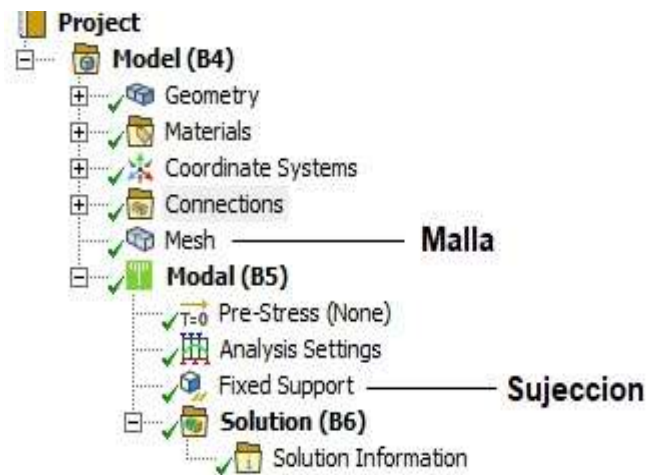 Project
Model (B4)
Geometry
Materials
Coordinate Systems
Connections
Mesh Malla
Modal (B5)
T=0 Pre-Stress (None)
Analysis Settings
Fixed Support Sujeccion
Solution (B6)
Solution Information